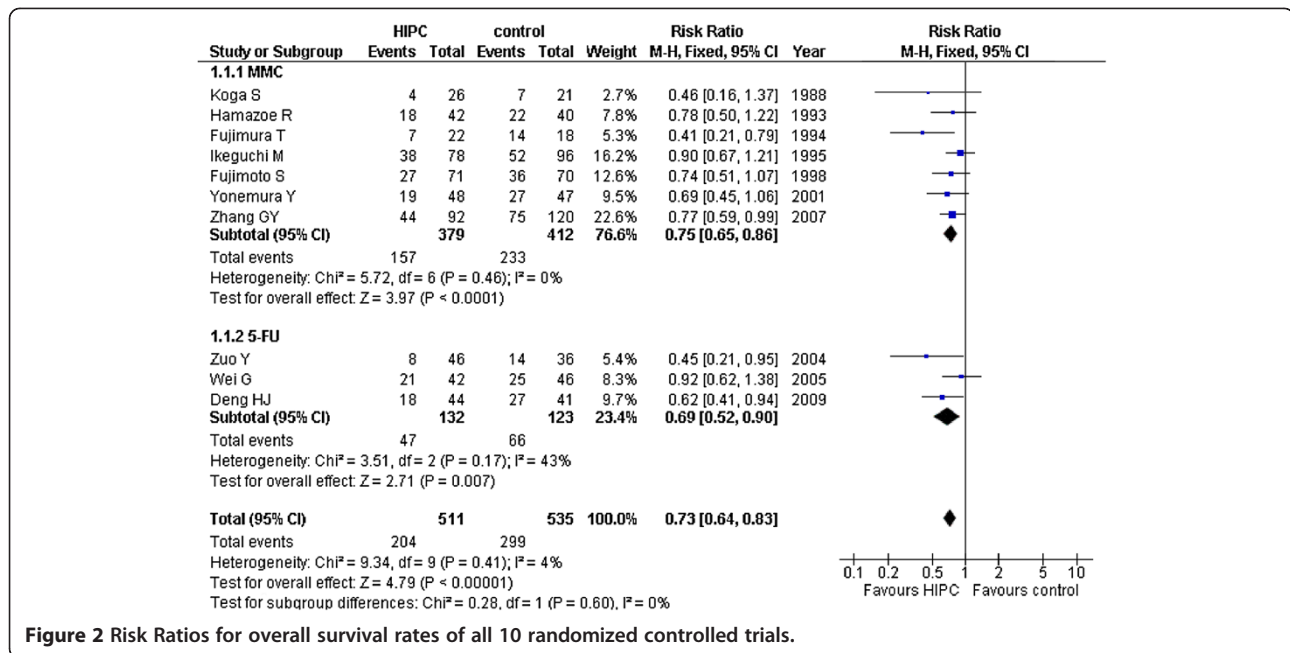 HIPC control Risk Ratio Risk Ratio
Study or Subgroup Events Total Events Total Weight M-H, Fixed, 95% CI Year M-H, Fixed, 95% CI
1.1.1 MMC
Koga S 4 26 7 21 2.7% 0.46 [0.16, 1.37] 1988
Hamazoe R 18 42 22 40 7.8% 0.78 [0.50, 1.22] 1993
Fujimura T 7 22 14 18 5.3% 0.41 [0.21, 0.79] 1994
Ikeguchi M 38 78 52 96 16.2% 0.90 [0.67, 1.21] 1995
Fujimoto S 27 71 36 70 12.6% 0.74 [0.51, 1.07] 1998
Yonemura Y 19 48 27 47 9.5% 0.69 [0.45, 1.06] 2001
Zhang GY 44 92 75 120 22.6% 0.77 [0.59, 0.99] 2007
Subtotal (95% CI) 379 412 76.6% 0.75 [0.65, 0.86]
Total events 157 233
Heterogeneity: Chi² = 5.72, df = 6 (P = 0.46); I² = 0%
Test for overall effect: Z = 3.97 (P < 0.0001)
1.1.2 5-FU
Zuo Y 8 46 14 36 5.4% 0.45 [0.21, 0.95] 2004
Wei G 21 42 25 46 8.3% 0.92 [0.62, 1.38] 2005
Deng HJ 18 44 27 41 9.7% 0.62 [0.41, 0.94] 2009
Subtotal (95% CI) 132 123 23.4% 0.69 [0.52, 0.90]
Total events 47 66
Heterogeneity: Chi² = 3.51, df = 2 (P = 0.17); I² = 43%
Test for overall effect: Z = 2.71 (P = 0.007)
Total (95% CI) 511 535 100.0% 0.73 [0.64, 0.83]
Total events 204 299
Heterogeneity: Chi² = 9.34, df = 9 (P = 0.41); I² = 4%
Test for overall effect: Z = 4.79 (P < 0.00001)
Test for subgroup differences: Chi² = 0.28, df = 1 (P = 0.60), I² = 0%
0.1 0.2 0.5 1 2 5 10
Favours HIPC Favours control
Figure 2 Risk Ratios for overall survival rates of all 10 randomized controlled trials.